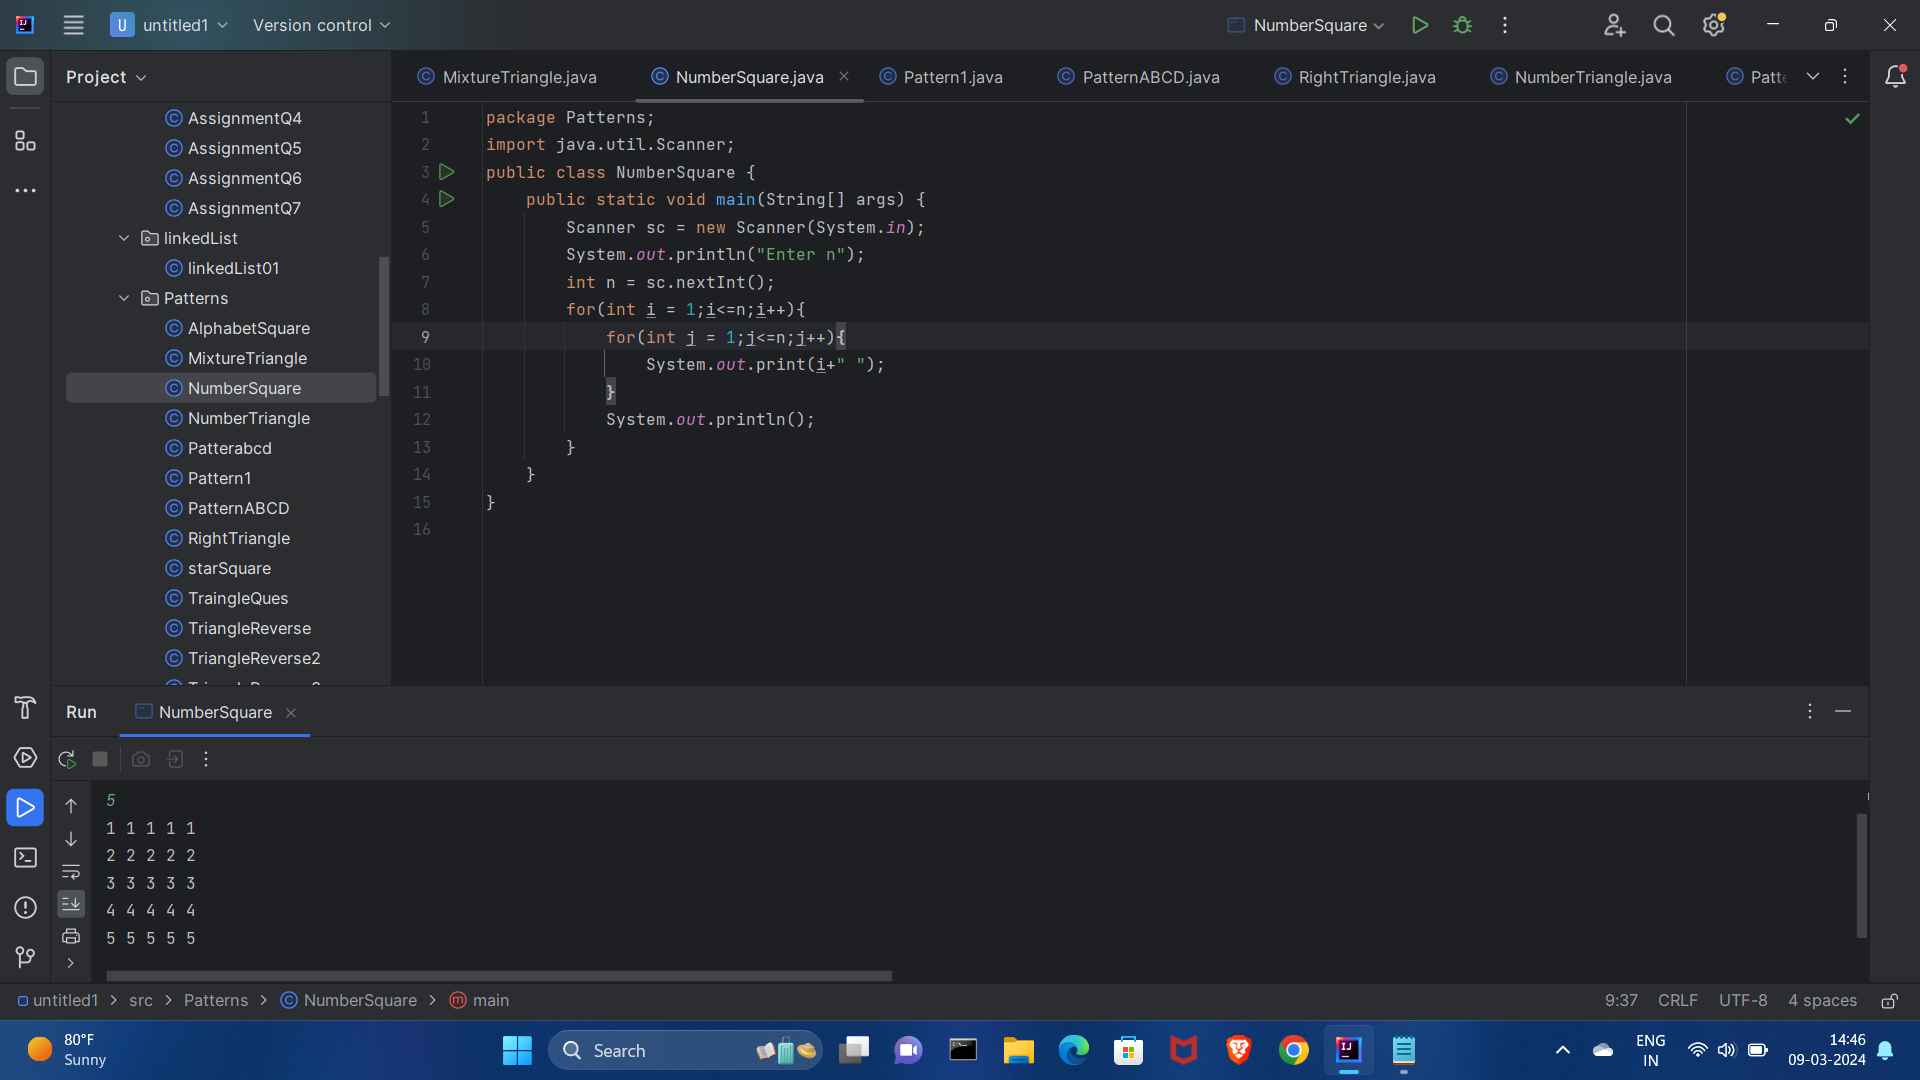 U untitled1 Version control NumberSquare
Project
AssignmentQ4
AssignmentQ5
AssignmentQ6
AssignmentQ7
linkedList
linkedList01
Patterns
AlphabetSquare
MixtureTriangle
NumberSquare
NumberTriangle
Patterabcd
Pattern1
PatternABCD
RightTriangle
starSquare
TraingleQues
TriangleReverse
TriangleReverse2
MixtureTriangle.java NumberSquare.java Pattern1.java PatternABCD.java RightTriangle.java NumberTriangle.java Patt
1 package Patterns;
2 import java.util.Scanner;
3 public class NumberSquare {
4 public static void main(String[] args) {
5 Scanner sc = new Scanner(System.in);
6 System.out.println("Enter n");
7 int n = sc.nextInt();
8 for(int i = 1;i<=n;i++){
9 for(int j = 1;j<=n;j++){
10 System.out.print(i+" ");
11 }
12 System.out.println();
13 }
14 }
15 }
16
Run NumberSquare
5
1 1 1 1 1
2 2 2 2 2
3 3 3 3 3
4 4 4 4 4
5 5 5 5 5
untitled1 > src > Patterns > NumberSquare > main 9:37 CRLF UTF-8 4 spaces
80°F
Sunny
Search
ENG
IN
14:46
09-03-2024